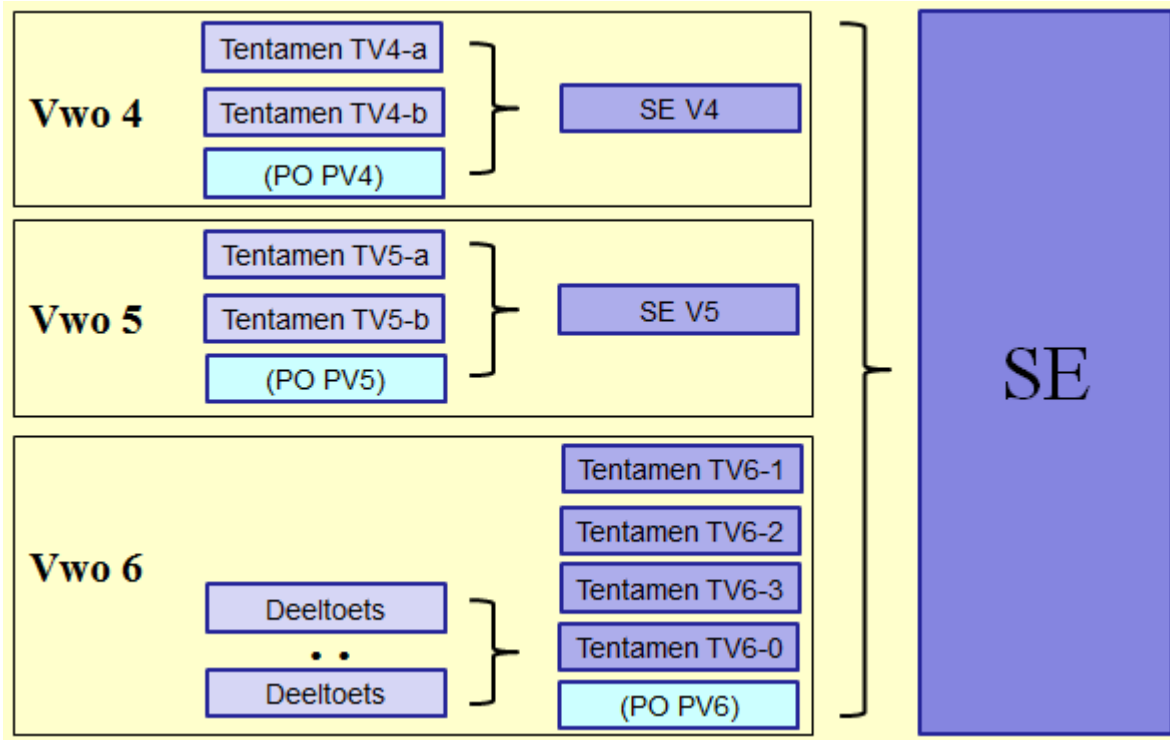 Vwo 4
Tentamen TV4-a
Tentamen TV4-b
(PO PV4)
SE V4
Vwo 5
Tentamen TV5-a
Tentamen TV5-b
(PO PV5)
SE V5
Vwo 6
Tentamen TV6-1
Tentamen TV6-2
Tentamen TV6-3
Tentamen TV6-0
(PO PV6)
Deeltoets
. .
Deeltoets
SE